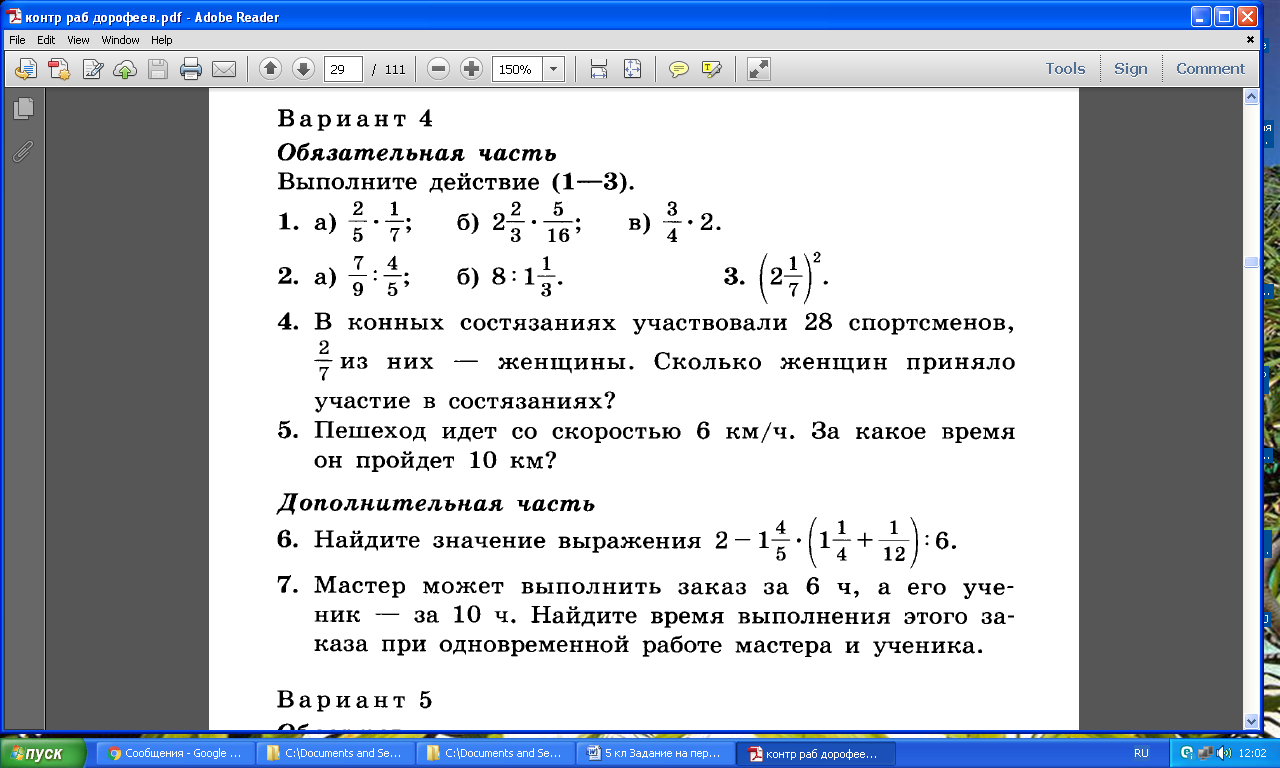 контр раб дорофеев.pdf - Adobe Reader
File Edit View Window Help
29 / 111 150% Tools Sign Comment
Вариант 4
Обязательная часть
Выполните действие (1—3).
1. а) 2/5 · 1/7; б) 2 2/3 · 5/16; в) 3/4 · 2.
2. а) 7/9 : 4/5; б) 8 : 1 1/3. 3. (2 1/7)².
4. В конных состязаниях участвовали 28 спортсменов,
2/7 из них — женщины. Сколько женщин приняло
участие в состязаниях?
5. Пешеход идет со скоростью 6 км/ч. За какое время
он пройдет 10 км?
Дополнительная часть
6. Найдите значение выражения 2 − 1 4/5 · (1 1/4 + 1/12) : 6.
7. Мастер может выполнить заказ за 6 ч, а его уче-
ник — за 10 ч. Найдите время выполнения этого за-
каза при одновременной работе мастера и ученика.
Вариант 5
пуск Сообщения - Google ... C:\Documents and Se... C:\Documents and Se... 5 кл Задание на пер... контр раб дорофее... RU 12:02